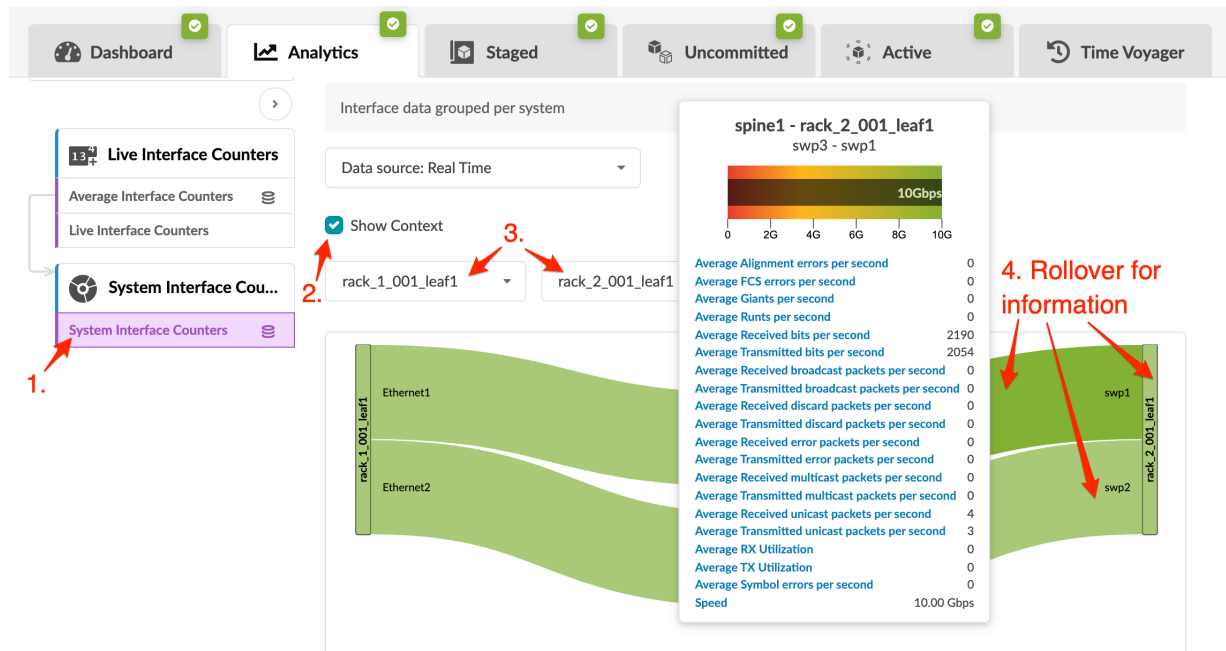 Dashboard
Analytics
Staged
Uncommitted
Active
Time Voyager
Interface data grouped per system
1 3 4
Live Interface Counters
Average Interface Counters
Live Interface Counters
System Interface Cou...
System Interface Counters
1.
Data source: Real Time
Show Context
2.
3.
rack_1_001_leaf1
rack_2_001_leaf1
rack_1_001_leaf1
Ethernet1
Ethernet2
spine1 - rack_2_001_leaf1
swp3 - swp1
10Gbps
0 2G 4G 6G 8G 10G
Average Alignment errors per second 0
Average FCS errors per second 0
Average Giants per second 0
Average Runts per second 0
Average Received bits per second 2190
Average Transmitted bits per second 2054
Average Received broadcast packets per second 0
Average Transmitted broadcast packets per second 0
Average Received discard packets per second 0
Average Transmitted discard packets per second 0
Average Received error packets per second 0
Average Transmitted error packets per second 0
Average Received multicast packets per second 0
Average Transmitted multicast packets per second 0
Average Received unicast packets per second 4
Average Transmitted unicast packets per second 3
Average RX Utilization 0
Average TX Utilization 0
Average Symbol errors per second 0
Speed 10.00 Gbps
4. Rollover for
information
swp1
swp2
rack_2_001_leaf1